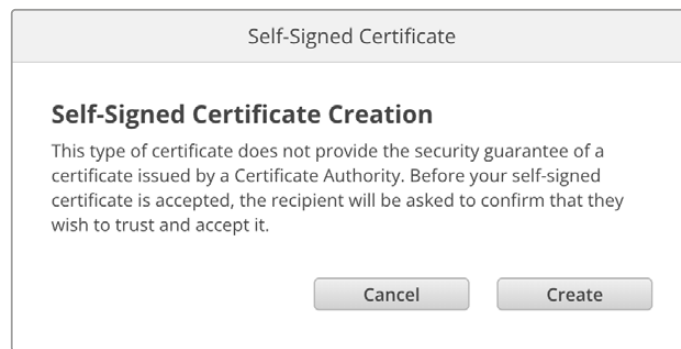 Self-Signed Certificate
Self-Signed Certificate Creation
This type of certificate does not provide the security guarantee of a
certificate issued by a Certificate Authority. Before your self-signed
certificate is accepted, the recipient will be asked to confirm that they
wish to trust and accept it.
Cancel Create